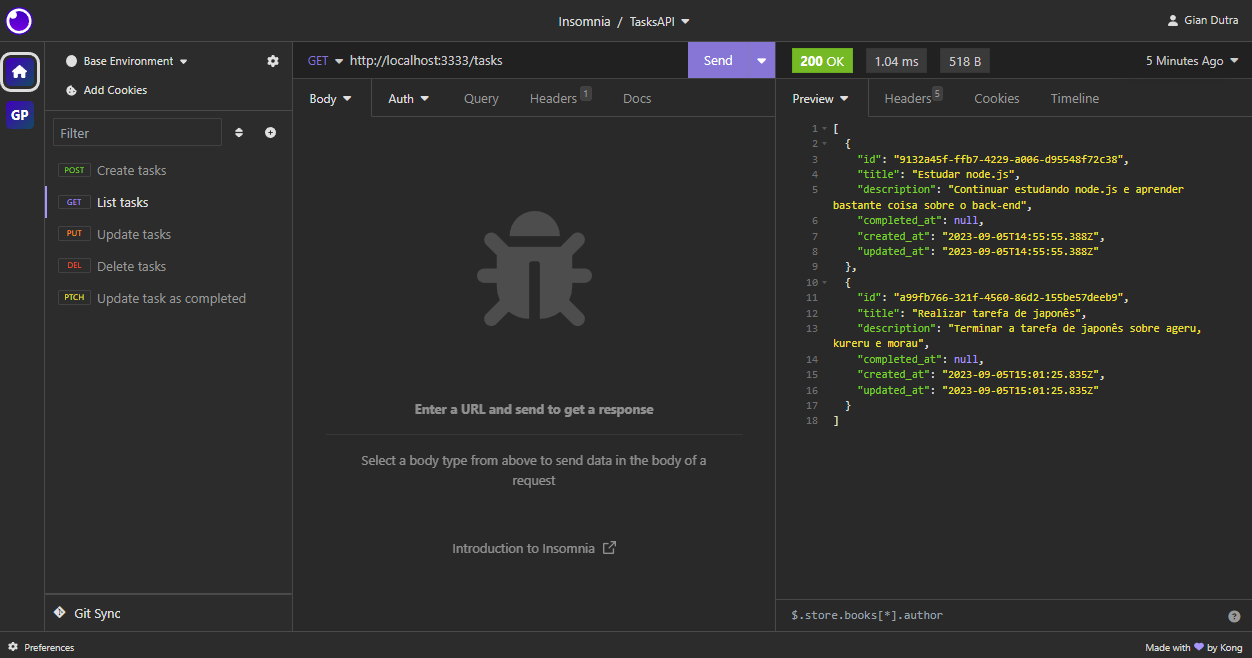 Insomnia / TasksAPI
Gian Dutra
GP
Base Environment
Add Cookies
Filter
POST Create tasks
GET List tasks
PUT Update tasks
DEL Delete tasks
PTCH Update task as completed
Git Sync
GET http://localhost:3333/tasks
Send
Body Auth Query Headers 1 Docs
Enter a URL and send to get a response
Select a body type from above to send data in the body of a
request
Introduction to Insomnia
200 OK 1.04 ms 518 B 5 Minutes Ago
Preview Headers 5 Cookies Timeline
1 [
2 {
3 "id": "9132a45f-ffb7-4229-a006-d95548f72c38",
4 "title": "Estudar node.js",
5 "description": "Continuar estudando node.js e aprender
bastante coisa sobre o back-end",
6 "completed_at": null,
7 "created_at": "2023-09-05T14:55:55.388Z",
8 "updated_at": "2023-09-05T14:55:55.388Z"
9 },
10 {
11 "id": "a99fb766-321f-4560-86d2-155be57deeb9",
12 "title": "Realizar tarefa de japonês",
13 "description": "Terminar a tarefa de japonês sobre ageru,
kureru e morau",
14 "completed_at": null,
15 "created_at": "2023-09-05T15:01:25.835Z",
16 "updated_at": "2023-09-05T15:01:25.835Z"
17 }
18 ]
$.store.books[*].author
?
Preferences
Made with 💜 by Kong